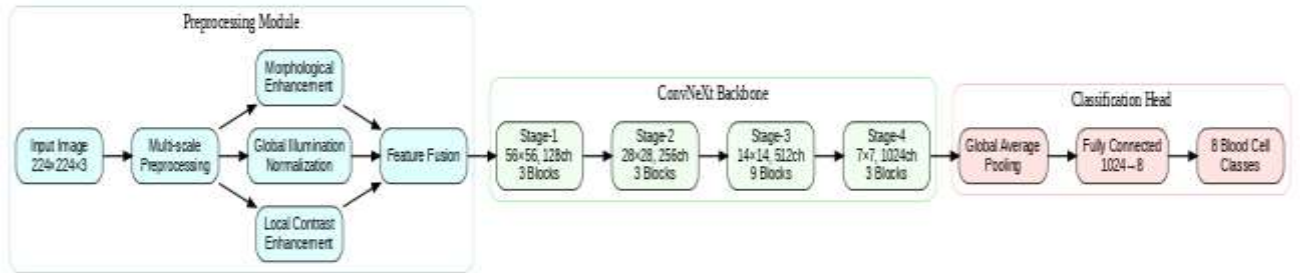 Preprocessing Module
Input Image
224×224×3
Multi-scale
Preprocessing
Morphological
Enhancement
Global Illumination
Normalization
Local Contrast
Enhancement
Feature Fusion
ConvNeXt Backbone
Stage-1
56×56, 128ch
3 Blocks
Stage-2
28×28, 256ch
3 Blocks
Stage-3
14×14, 512ch
9 Blocks
Stage-4
7×7, 1024ch
3 Blocks
Classification Head
Global Average
Pooling
Fully Connected
1024→8
8 Blood Cell
Classes